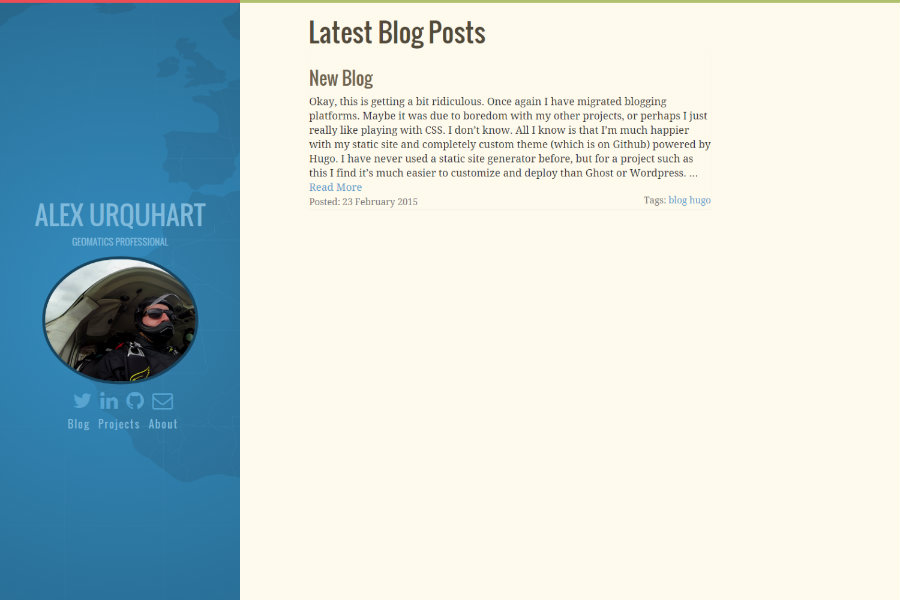 ALEX URQUHART
GEOMATICS PROFESSIONAL
Blog Projects About
Latest Blog Posts
New Blog
Okay, this is getting a bit ridiculous. Once again I have migrated blogging
platforms. Maybe it was due to boredom with my other projects, or perhaps I just
really like playing with CSS. I don't know. All I know is that I'm much happier
with my static site and completely custom theme (which is on Github) powered by
Hugo. I have never used a static site generator before, but for a project such as
this I find it's much easier to customize and deploy than Ghost or Wordpress. ...
Read More
Posted: 23 February 2015
Tags: blog hugo